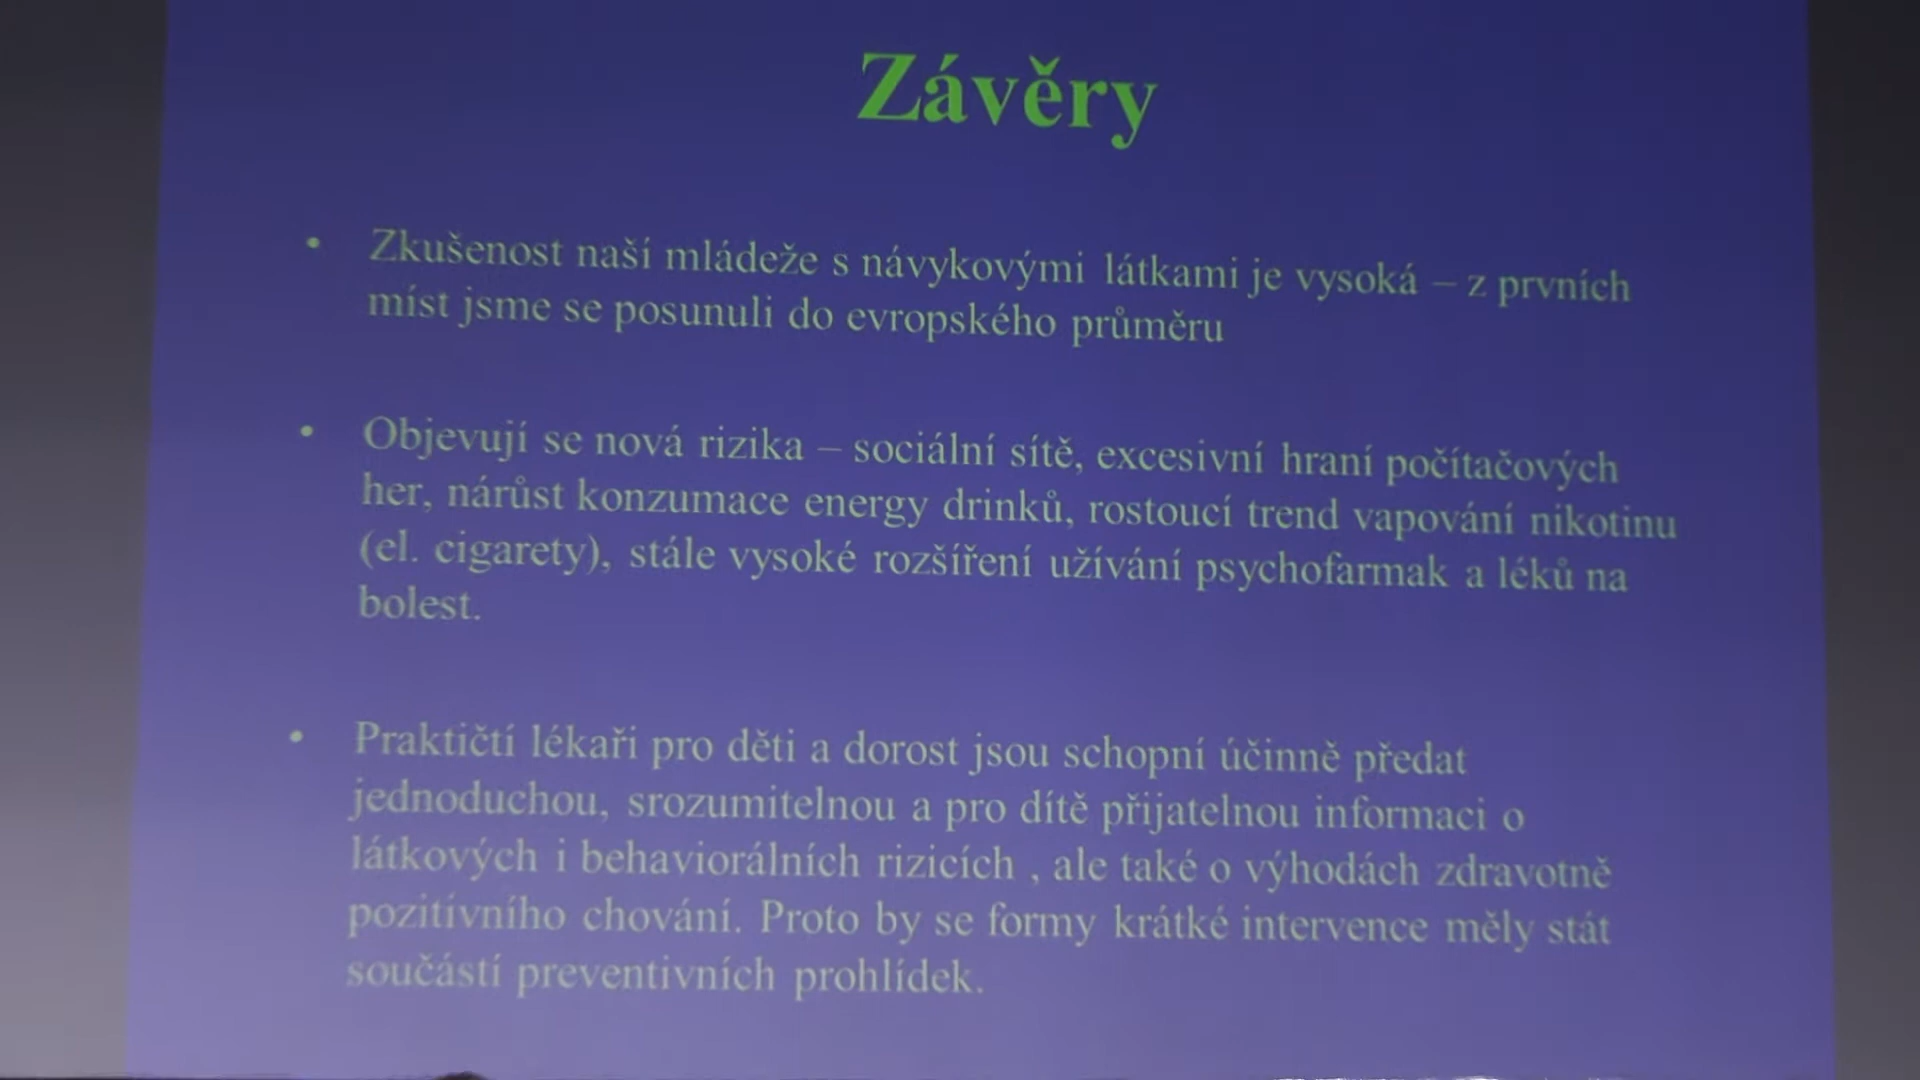 Závěry
• Zkušenost naší mládeže s návykovými látkami je vysoká – z prvních
míst jsme se posunuli do evropského průměru
• Objevují se nová rizika – sociální sítě, excesivní hraní počítačových
her, nárůst konzumace energy drinků, rostoucí trend vapování nikotinu
(el. cigarety), stále vysoké rozšíření užívání psychofarmak a léků na
bolest.
• Praktičtí lékaři pro děti a dorost jsou schopní účinně předat
jednoduchou, srozumitelnou a pro dítě přijatelnou informaci o
látkových i behaviorálních rizicích , ale také o výhodách zdravotně
pozitivního chování. Proto by se formy krátké intervence měly stát
součástí preventivních prohlídek.